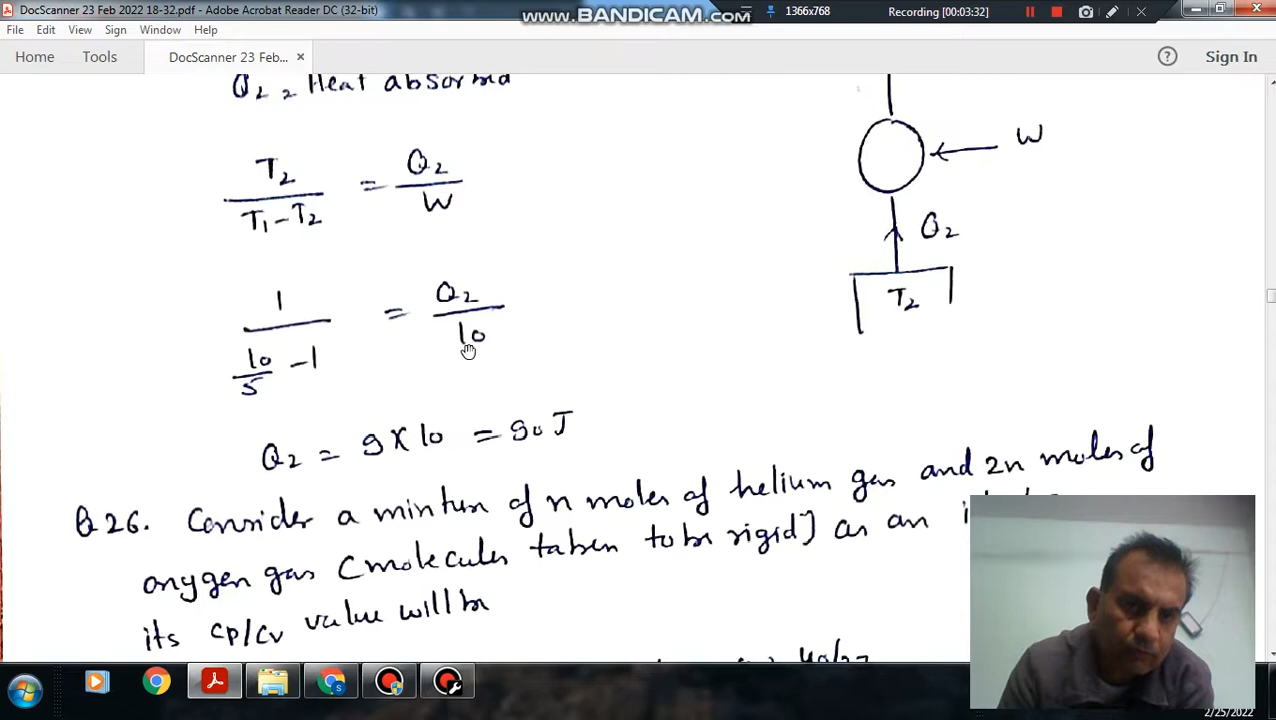 DocScanner 23 Feb 2022 18-32.pdf - Adobe Acrobat Reader DC (32-bit)
www.BANDICAM.com
1366x768
Recording [00:03:32]
File Edit View Sign Window Help
Home Tools DocScanner 23 Feb... ×
? Sign In
Q2 = Heat absorbed
T2 / T1-T2 = Q2 / W
W
Q2
T2
1 / 10/5 -1 = Q2 / 10
Q2 = 9 X 10 = 90 J
Q 26. Consider a mixture of n moles of helium gas and 2n moles of
oxygen gas (molecules taken to be rigid) as an
its Cp/Cv value will be
2/25/2022